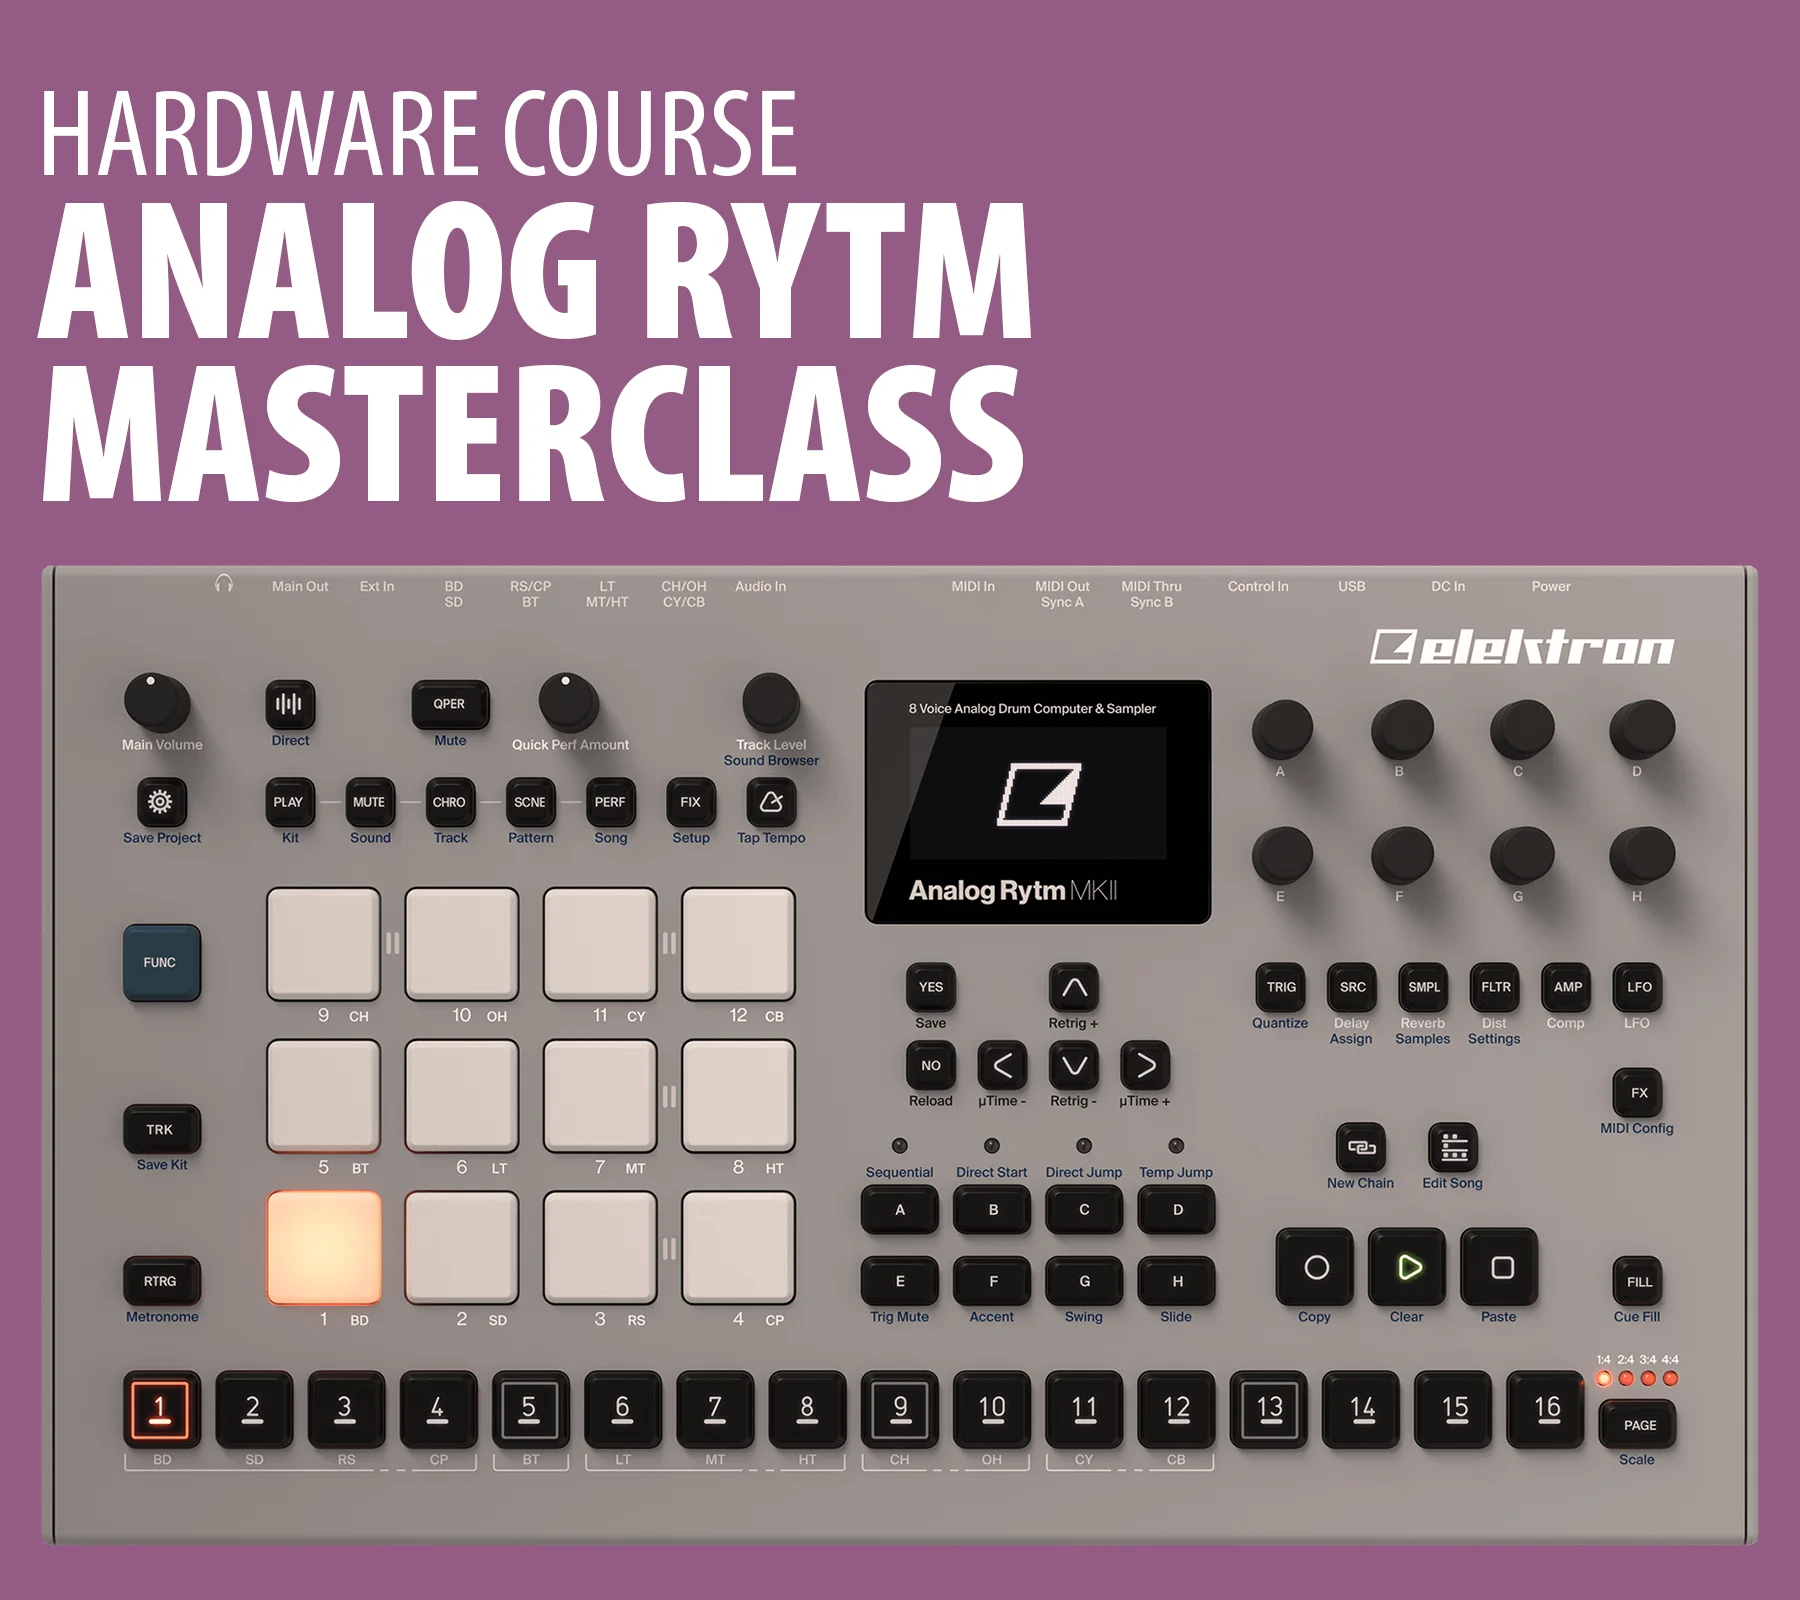 HARDWARE COURSE
ANALOG RYTM
MASTERCLASS
Main Out Ext In BD RS/CP LT CH/OH Audio In MIDI In MIDI Out MIDI Thru Control In USB DC In Power
SD BT MT/HT CY/CB Sync A Sync B
elektron
8 Voice Analog Drum Computer & Sampler
QPER
Main Volume Direct Mute Quick Perf Amount Track Level
Sound Browser
A B C D
PLAY MUTE CHRO SCNE PERF FIX
Save Project Kit Sound Track Pattern Song Setup Tap Tempo
Analog Rytm MKII
E F G H
FUNC
9 CH 10 OH 11 CY 12 CB
YES
Save Retrig +
TRIG SRC SMPL FLTR AMP LFO
Quantize Delay Reverb Dist Comp LFO
Assign Samples Settings
NO
Reload µTime - Retrig - µTime +
FX
MIDI Config
TRK
Save Kit
5 BT 6 LT 7 MT 8 HT
Sequential Direct Start Direct Jump Temp Jump
New Chain Edit Song
A B C D
RTRG
Metronome
E F G H
Trig Mute Accent Swing Slide
Copy Clear Paste
FILL
Cue Fill
1 BD 2 SD 3 RS 4 CP
1:4 2:4 3:4 4:4
1 2 3 4 5 6 7 8 9 10 11 12 13 14 15 16
PAGE
BD SD RS CP BT LT MT HT CH OH CY CB Scale